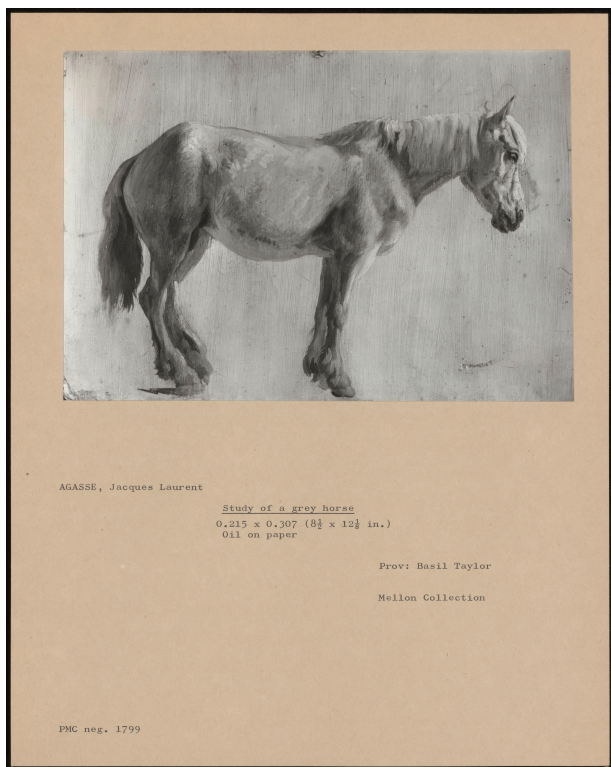 AGASSE, Jacques Laurent
Study of a grey horse
0.215 x 0.307 (8½ x 12⅛ in.)
Oil on paper
Prov: Basil Taylor
Mellon Collection
PMC neg. 1799